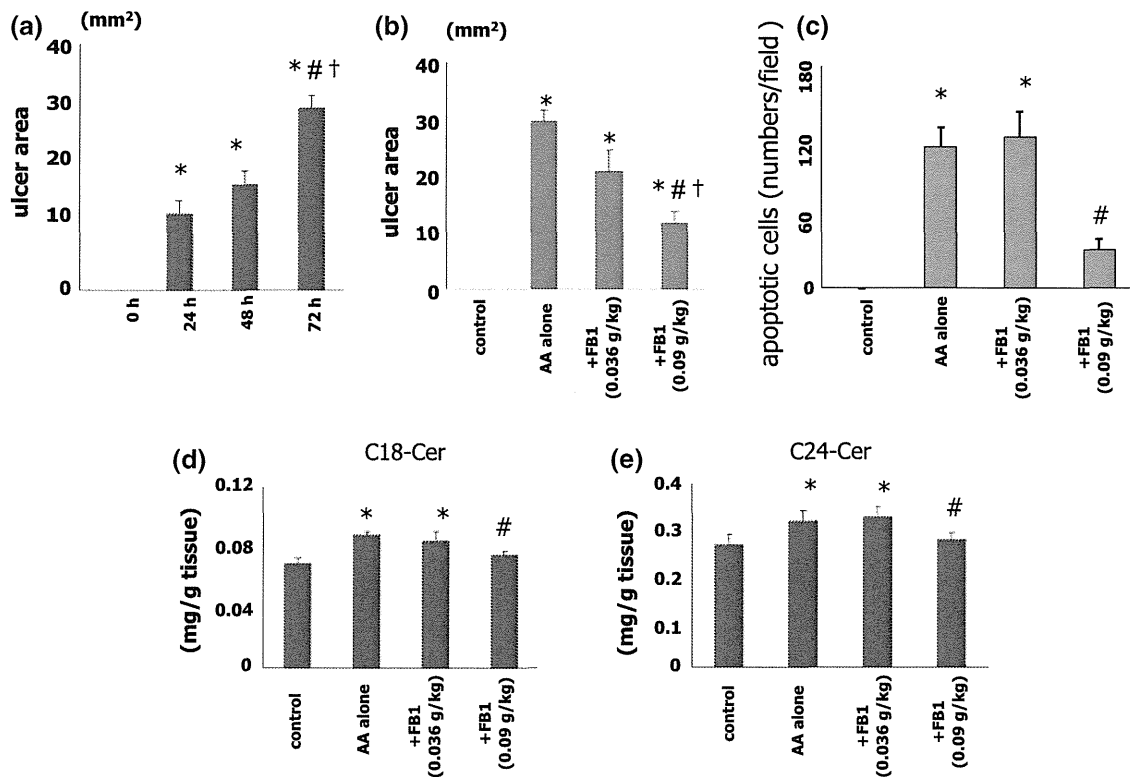 (a)
(mm²)
ulcer area
40
30
20
10
0
*
*
* # †
0 h
24 h
48 h
72 h
(b)
(mm²)
ulcer area
40
30
20
10
0
*
*
* # †
control
AA alone
+FB1
(0.036 g/kg)
+FB1
(0.09 g/kg)
(c)
apoptotic cells (numbers/field )
180
120
60
0
*
*
#
control
AA alone
+FB1
(0.036 g/kg)
+FB1
(0.09 g/kg)
(d)
C18-Cer
(mg/g tissue)
0.12
0.08
0.04
0
*
*
#
control
AA alone
+FB1
(0.036 g/kg)
+FB1
(0.09 g/kg)
(e)
C24-Cer
(mg/g tissue)
0.4
0.3
0.2
0.1
0
*
*
#
control
AA alone
+FB1
(0.036 g/kg)
+FB1
(0.09 g/kg)